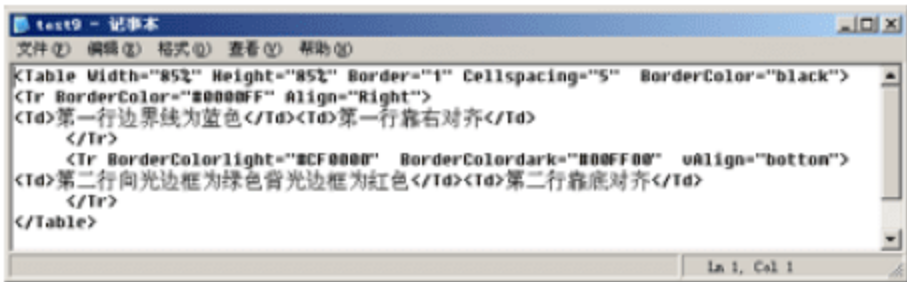 test9 - 记事本
文件(F) 编辑(E) 格式(O) 查看(V) 帮助(H)
<Table Width="85%" Height="85%" Border="1" Cellspacing="5" BorderColor="black">
<Tr BorderColor="#0000FF" Align="Right">
<Td>第一行边界线为蓝色</Td><Td>第一行靠右对齐</Td>
</Tr>
<Tr BorderColorlight="#CF0000" BorderColordark="#00FF00" vAlign="bottom">
<Td>第二行向光边框为绿色背光边框为红色</Td><Td>第二行靠底对齐</Td>
</Tr>
</Table>
Ln 1, Col 1